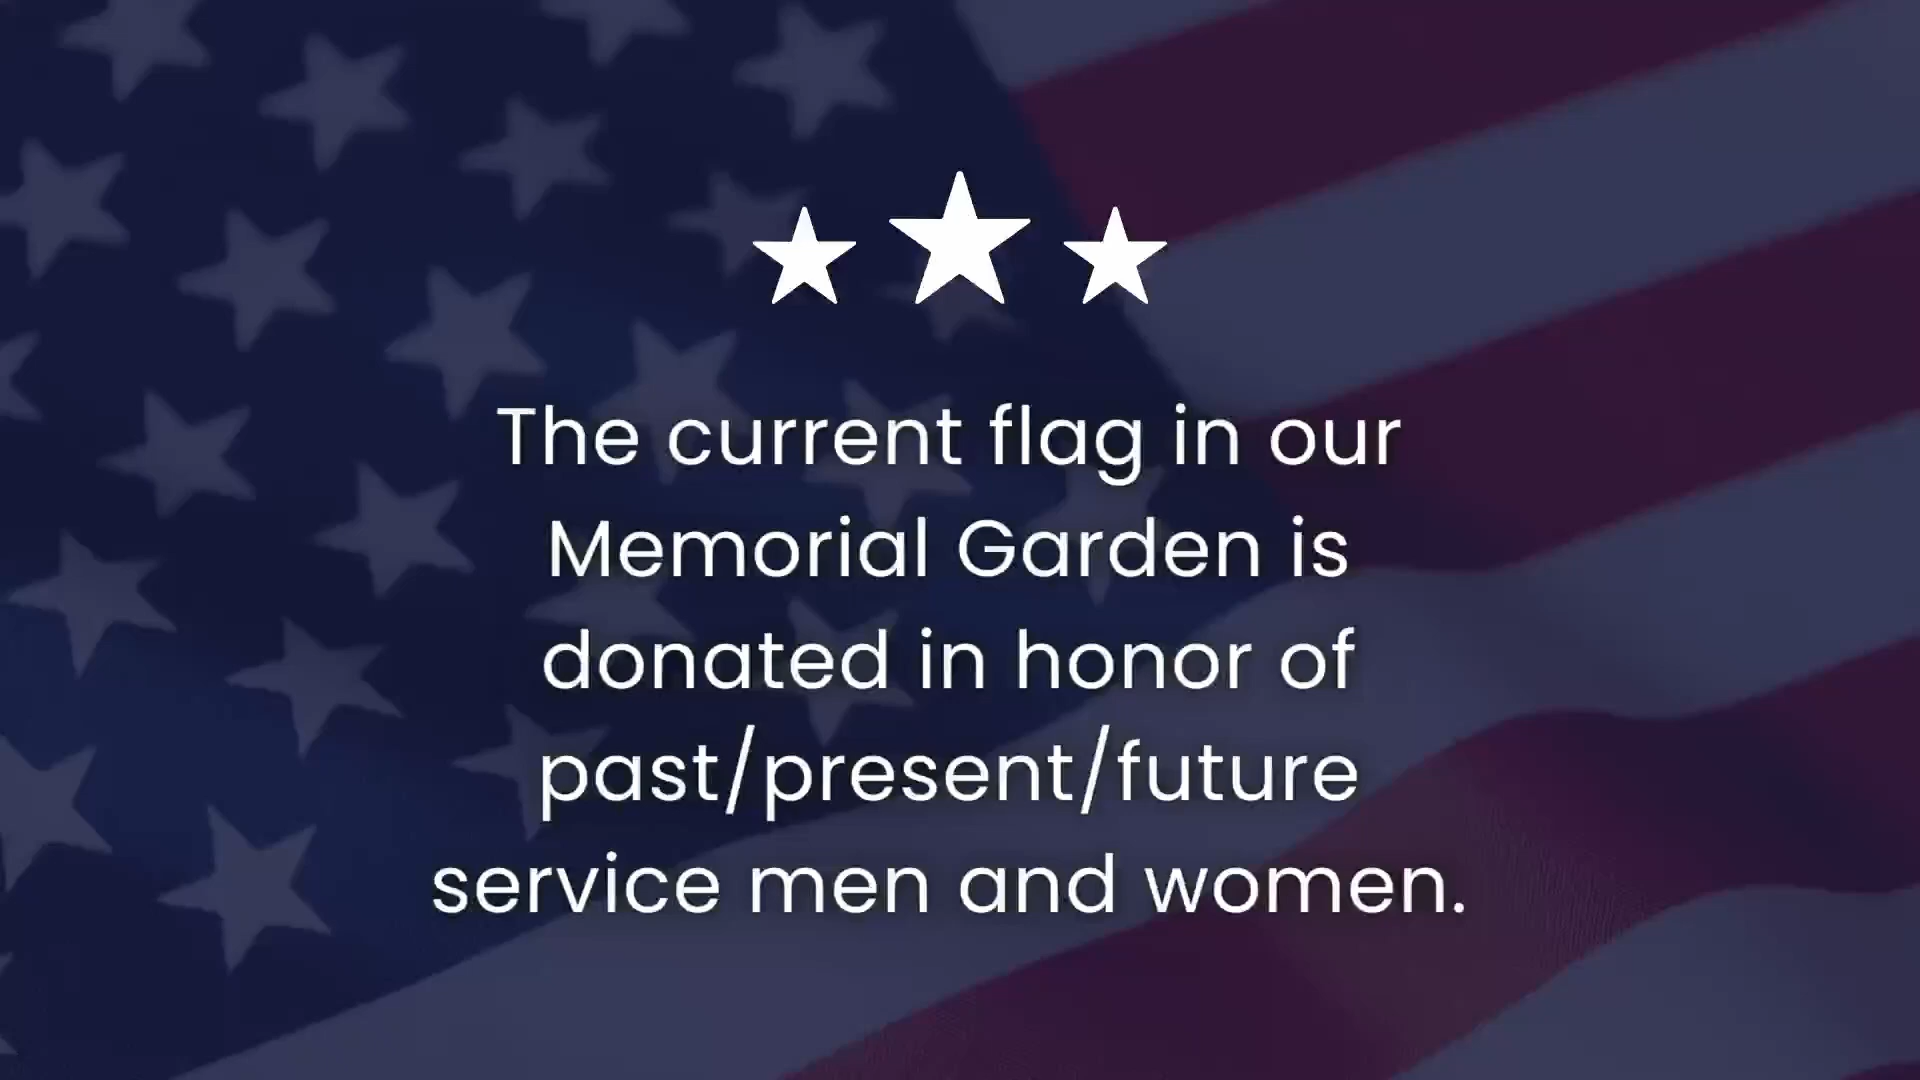 The current flag in our
Memorial Garden is
donated in honor of
past/present/future
service men and women.